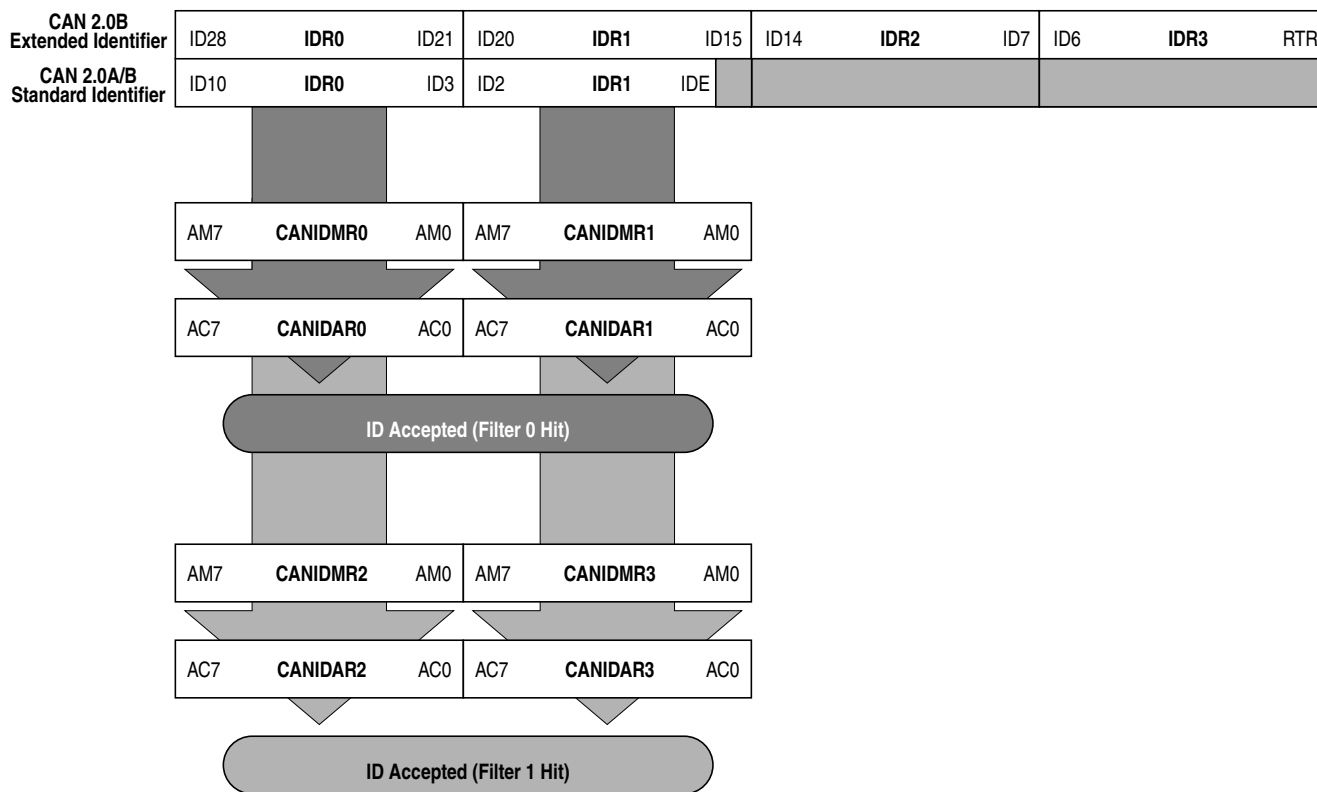 CAN 2.0B
Extended Identifier
ID28 IDR0 ID21 ID20 IDR1 ID15 ID14 IDR2 ID7 ID6 IDR3 RTR
CAN 2.0A/B
Standard Identifier
ID10 IDR0 ID3 ID2 IDR1 IDE
AM7 CANIDMR0 AM0 AM7 CANIDMR1 AM0
AC7 CANIDAR0 AC0 AC7 CANIDAR1 AC0
ID Accepted (Filter 0 Hit)
AM7 CANIDMR2 AM0 AM7 CANIDMR3 AM0
AC7 CANIDAR2 AC0 AC7 CANIDAR3 AC0
ID Accepted (Filter 1 Hit)